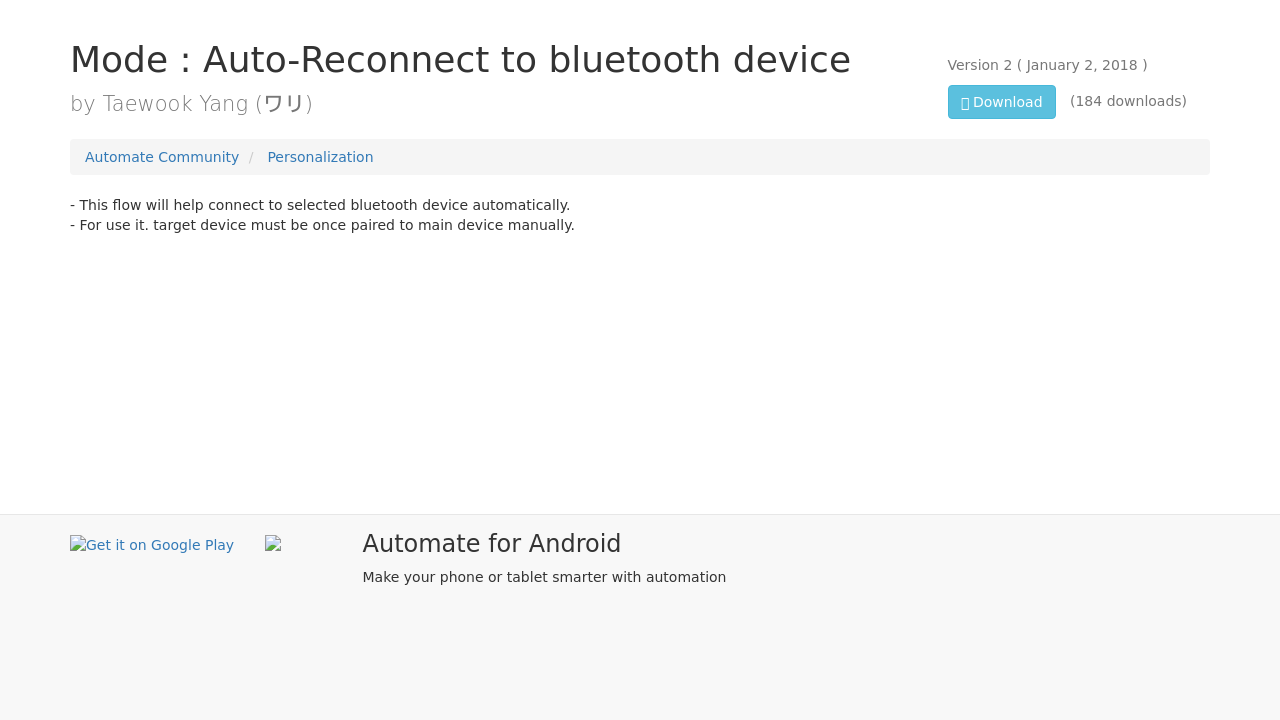 Mode : Auto-Reconnect to bluetooth device
by Taewook Yang (ワリ)
Version 2 ( January 2, 2018 )
Download (184 downloads)
Automate Community / Personalization
- This flow will help connect to selected bluetooth device automatically.
- For use it. target device must be once paired to main device manually.
Get it on Google Play
Automate for Android
Make your phone or tablet smarter with automation